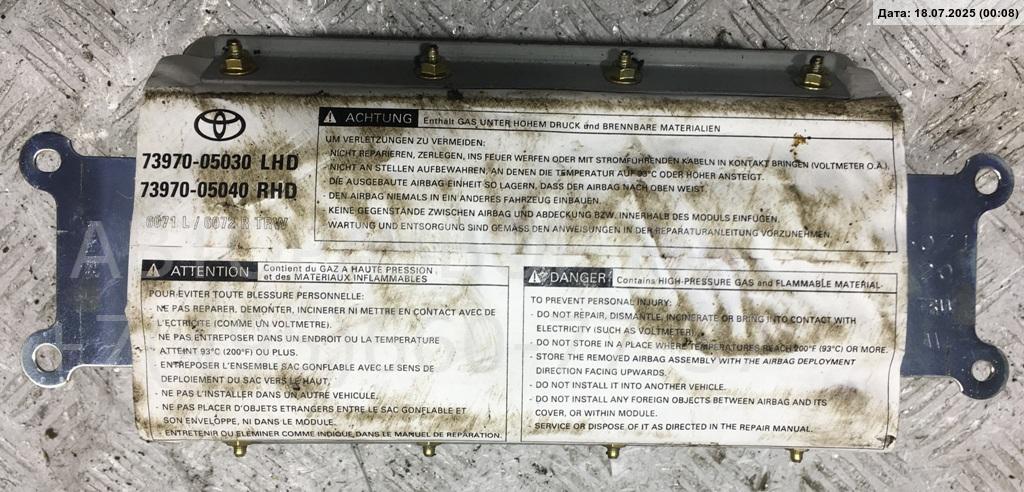 Дата: 18.07.2025 (00:08)
73970-05030 LHD
73970-05040 RHD
6071 L / 6072 R TRW
ACHTUNG Enthält GAS UNTER HOHEM DRUCK und BRENNBARE MATERIALIEN
UM VERLETZUNGEN ZU VERMEIDEN:
NICHT REPARIEREN, ZERLEGEN, INS FEUER WERFEN ODER MIT STROMFÜHRENDEN KABELN IN KONTAKT BRINGEN (VOLTMETER O.Ä.).
NICHT AN STELLEN AUFBEWAHREN, AN DENEN DIE TEMPERATUR AUF 93°C ODER HÖHER ANSTEIGT.
DIE AUSGEBAUTE AIRBAG EINHEIT SO LAGERN, DASS DER AIRBAG NACH OBEN WEIST.
- DEN AIRBAG NIEMALS IN EIN ANDERES FAHRZEUG EINBAUEN.
KEINE GEGENSTÄNDE ZWISCHEN AIRBAG UND ABDECKUNG BZW. INNERHALB DES MODULS EINFÜGEN.
WARTUNG UND ENTSORGUNG SIND GEMÄSS DEN ANWEISUNGEN IN DER REPARATURANLEITUNG VORZUNEHMEN.
ATTENTION Contient du GAZ A HAUTE PRESSION
et des MATERIAUX INFLAMMABLES
POUR EVITER TOUTE BLESSURE PERSONNELLE:
- NE PAS REPARER, DEMONTER, INCINERER NI METTRE EN CONTACT AVEC DE
L'ECTRICITE (COMME UN VOLTMETRE).
- NE PAS ENTREPOSER DANS UN ENDROIT OU LA TEMPERATURE
ATTEINT 93°C (200°F) OU PLUS.
- ENTREPOSER L'ENSEMBLE SAC GONFLABLE AVEC LE SENS DE
DEPLOIEMENT DU SAC VERS LE HAUT.
- NE PAS L'INSTALLER DANS UN AUTRE VEHICULE.
- NE PAS PLACER D'OBJETS ETRANGERS ENTRE LE SAC GONFLABLE ET
SON ENVELOPPE, NI DANS LE MODULE.
- ENTRETENIR OU ELEMINER COMME INDIQUE DANS LE MANUEL DE REPARATION.
DANGER Contains HIGH-PRESSURE GAS and FLAMMABLE MATERIAL
TO PREVENT PERSONAL INJURY:
- DO NOT REPAIR, DISMANTLE, INCINERATE OR BRING INTO CONTACT WITH
ELECTRICITY (SUCH AS VOLTMETER)
- DO NOT STORE IN A PLACE WHERE TEMPERATURES REACH 200°F (93°C) OR MORE.
- STORE THE REMOVED AIRBAG ASSEMBLY WITH THE AIRBAG DEPLOYMENT
DIRECTION FACING UPWARDS.
- DO NOT INSTALL IT INTO ANOTHER VEHICLE.
- DO NOT INSTALL ANY FOREIGN OBJECTS BETWEEN AIRBAG AND ITS
COVER, OR WITHIN MODULE.
SERVICE OR DISPOSE OF IT AS DIRECTED IN THE REPAIR MANUAL.